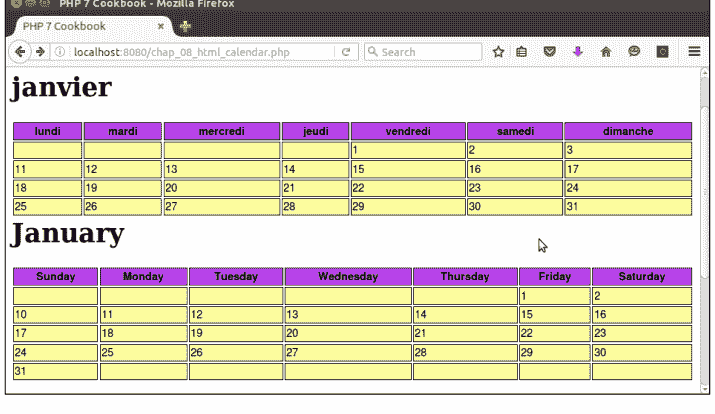 PHP 7 Cookbook - Mozilla Firefox
PHP 7 Cookbook
localhost:8080/chap_08_html_calendar.php
Search
janvier
lundi mardi mercredi jeudi vendredi samedi dimanche
1 2 3
11 12 13 14 15 16 17
18 19 20 21 22 23 24
25 26 27 28 29 30 31
January
Sunday Monday Tuesday Wednesday Thursday Friday Saturday
1 2
10 11 12 13 14 15 16
17 18 19 20 21 22 23
24 25 26 27 28 29 30
31